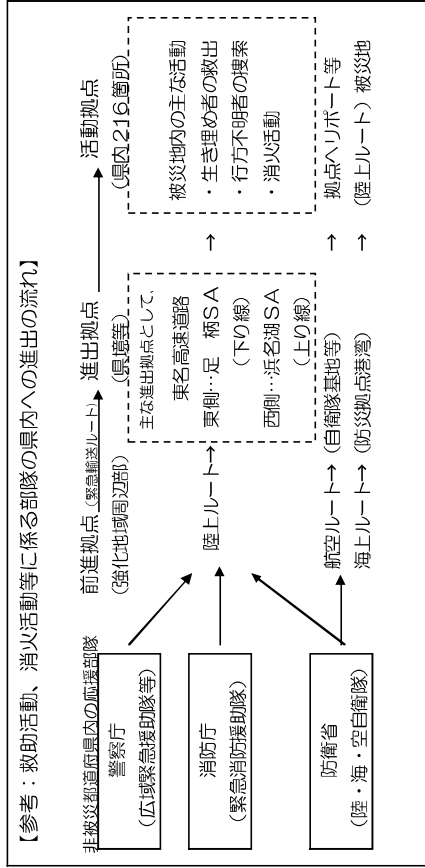 【参考：救助活動、消火活動等に係る部隊の県内への進出の流れ】
非被災都道府県内の応援部隊
前進拠点（緊急輸送ルート）
（強化地域周辺部）
進出拠点
（県境等）
活動拠点
（県内216箇所）
警察庁
（広域緊急援助隊等）
消防庁
（緊急消防援助隊）
防衛省
（陸・海・空自衛隊）
陸上ルート→
主な進出拠点として、
東名高速道路
東側…足　柄ＳＡ
（下り線）
西側…浜名湖ＳＡ
（上り線）
→
被災地内の主な活動
・生き埋め者の救出
・行方不明者の捜索
・消火活動
航空ルート→（自衛隊基地等）　→　拠点ヘリポート等
海上ルート→（防災拠点港湾）　→　（陸上ルート）被災地